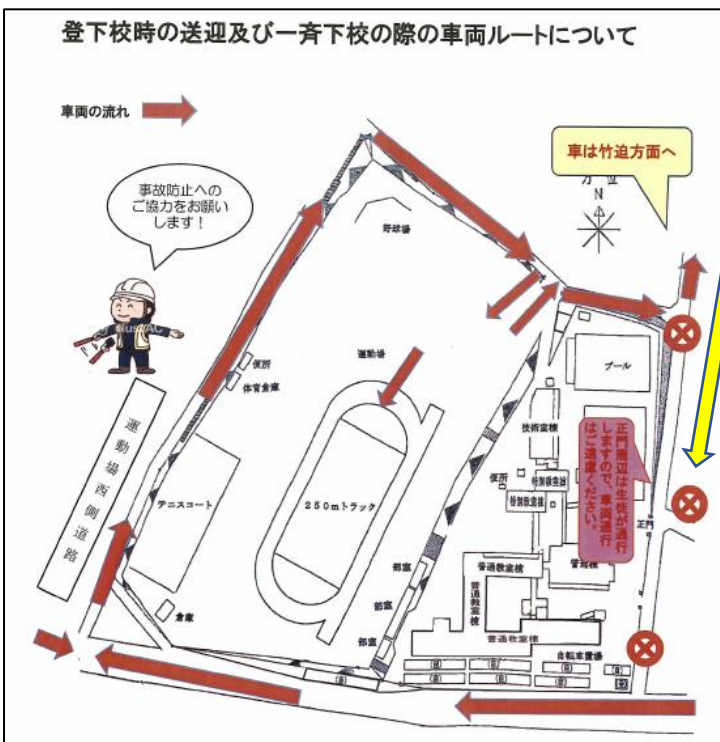 登下校時の送迎及び一斉下校の際の車両ルートについて
車両の流れ
車は竹迫方面へ
N
事故防止への
ご協力をお願い
します！
野球場
便所
体育倉庫
運動場
プール
技術室棟
運動場西側道路
テニスコート
250mトラック
便所
特別教室棟
特別教室棟
正門周辺は生徒が通行
しますので、車両通行
はご遠慮ください。
正門
管理棟
普通教室棟
普通教室棟
普通教室棟
部室
部室
部室
倉庫
自転車置場